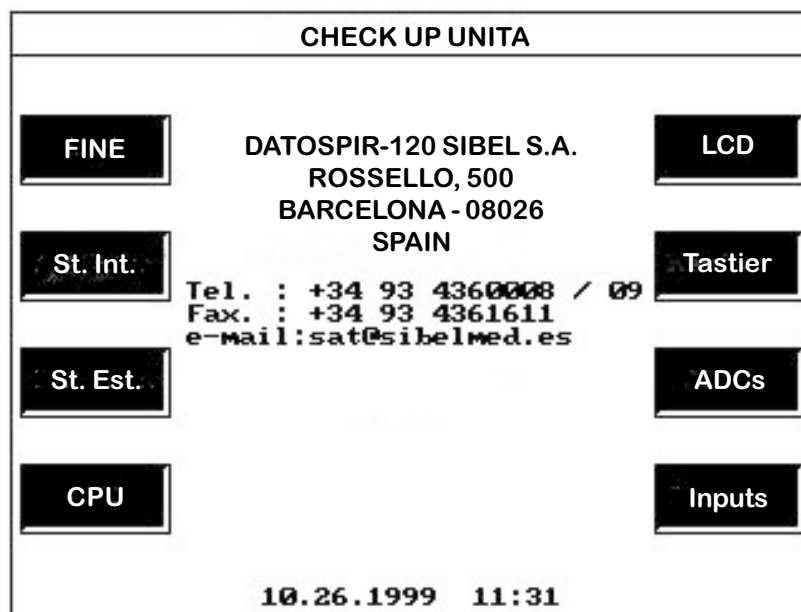 CHECK UP UNITA
FINE
DATOSPIR-120 SIBEL S.A.
LCD
ROSSELLO, 500
BARCELONA - 08026
SPAIN
St. Int.
Tastier
Tel. : +34 93 4360008 / 09
Fax. : +34 93 4361611
e-mail:sat@sibelmed.es
St. Est.
ADCs
CPU
Inputs
10.26.1999 11:31